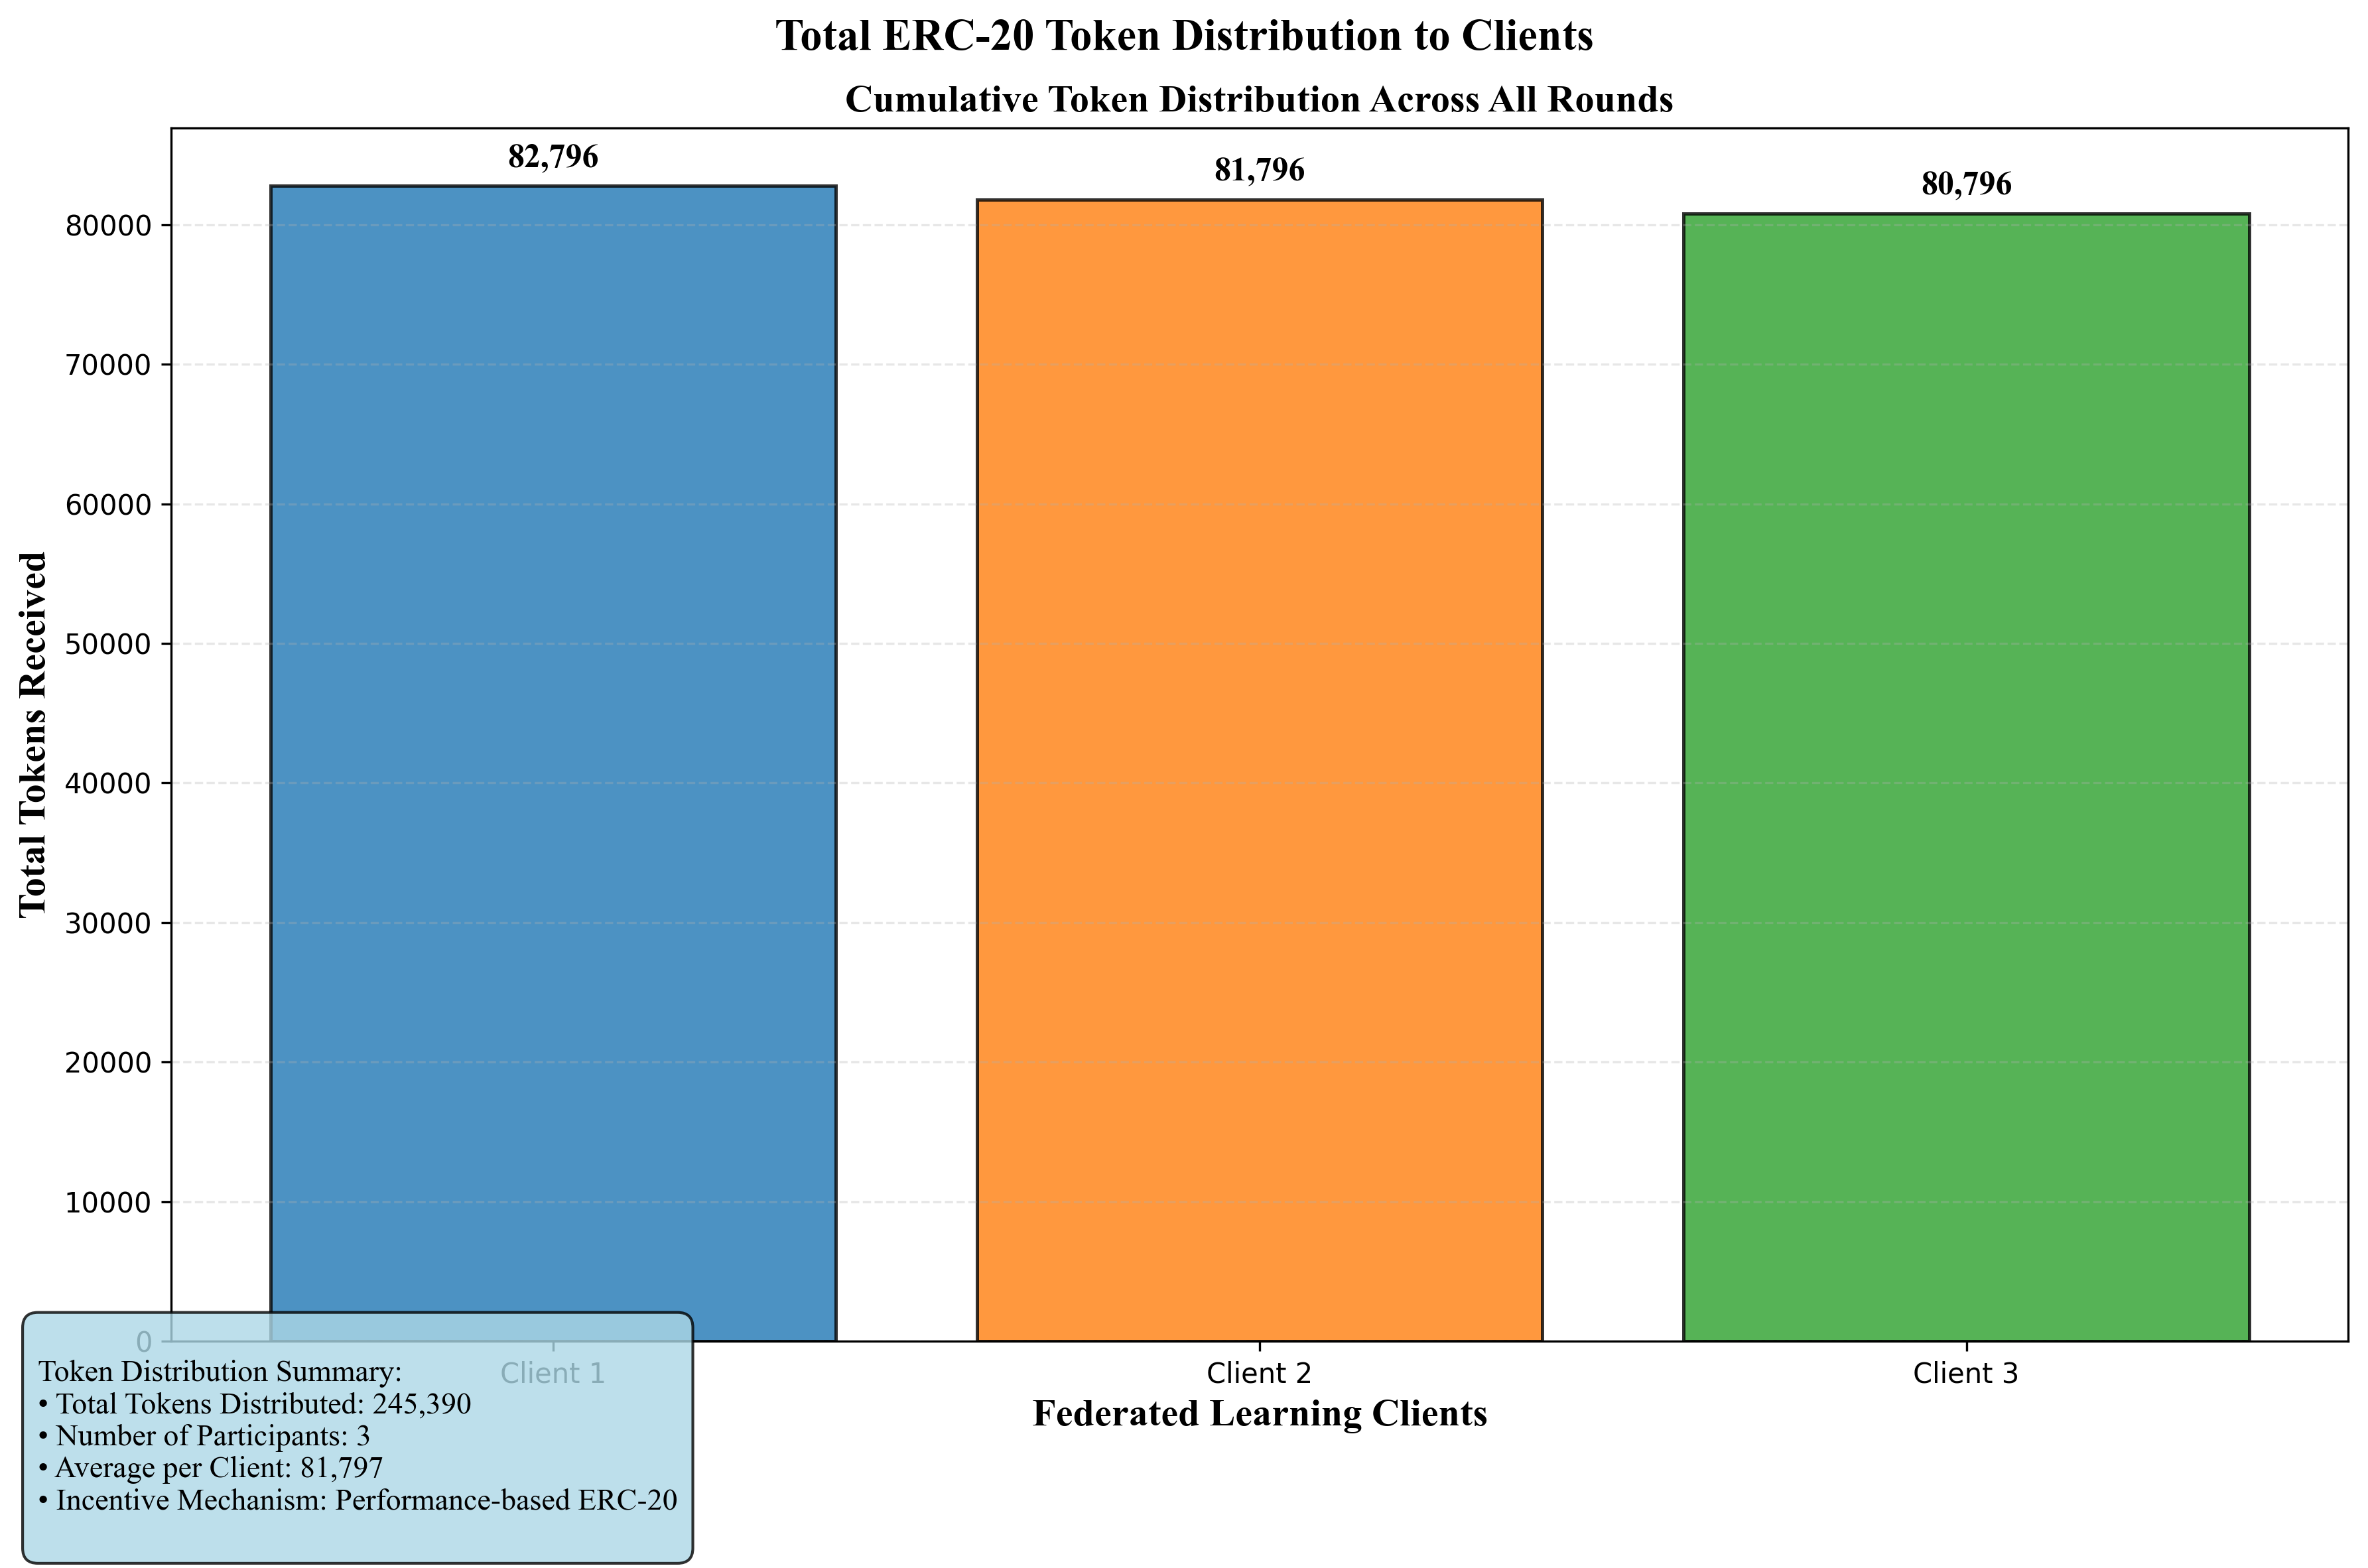 Total ERC-20 Token Distribution to Clients
Cumulative Token Distribution Across All Rounds
82,796
81,796
80,796
80000
70000
60000
50000
40000
30000
20000
10000
0
Total Tokens Received
Client 1
Client 2
Client 3
Federated Learning Clients
Token Distribution Summary:
• Total Tokens Distributed: 245,390
• Number of Participants: 3
• Average per Client: 81,797
• Incentive Mechanism: Performance-based ERC-20